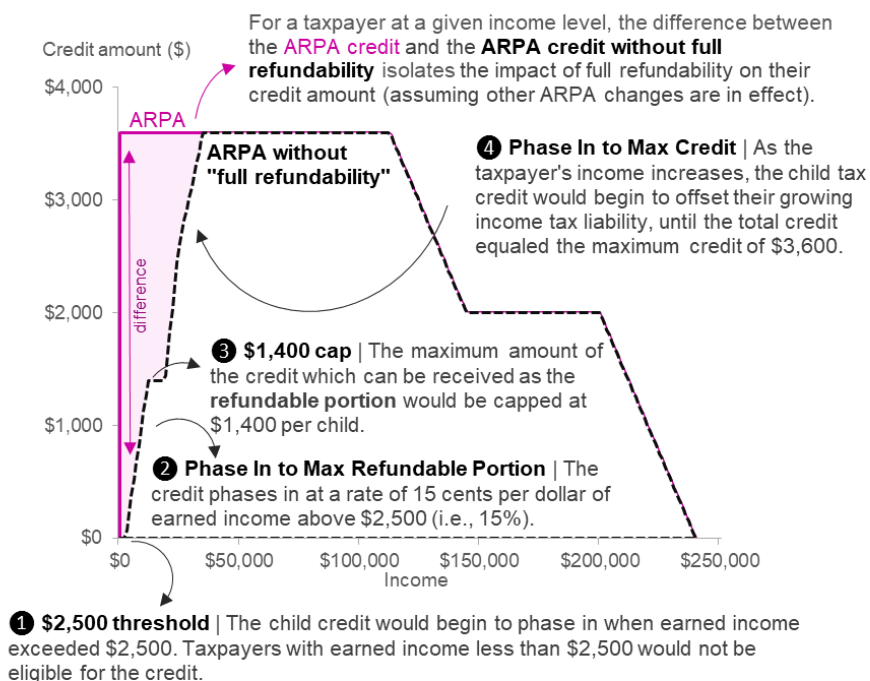 For a taxpayer at a given income level, the difference between
the ARPA credit and the ARPA credit without full
refundability isolates the impact of full refundability on their
credit amount (assuming other ARPA changes are in effect).
Credit amount ($)
$4,000
ARPA
ARPA without
"full refundability"
❹ Phase In to Max Credit | As the
taxpayer's income increases, the child tax
credit would begin to offset their growing
income tax liability, until the total credit
equaled the maximum credit of $3,600.
$3,000
difference
$2,000
❸ $1,400 cap | The maximum amount of
the credit which can be received as the
refundable portion would be capped at
$1,400 per child.
$1,000
❷ Phase In to Max Refundable Portion | The
credit phases in at a rate of 15 cents per dollar of
earned income above $2,500 (i.e., 15%).
$0
$0 $50,000 $100,000 $150,000 $200,000 $250,000
Income
❶ $2,500 threshold | The child credit would begin to phase in when earned income
exceeded $2,500. Taxpayers with earned income less than $2,500 would not be
eligible for the credit.